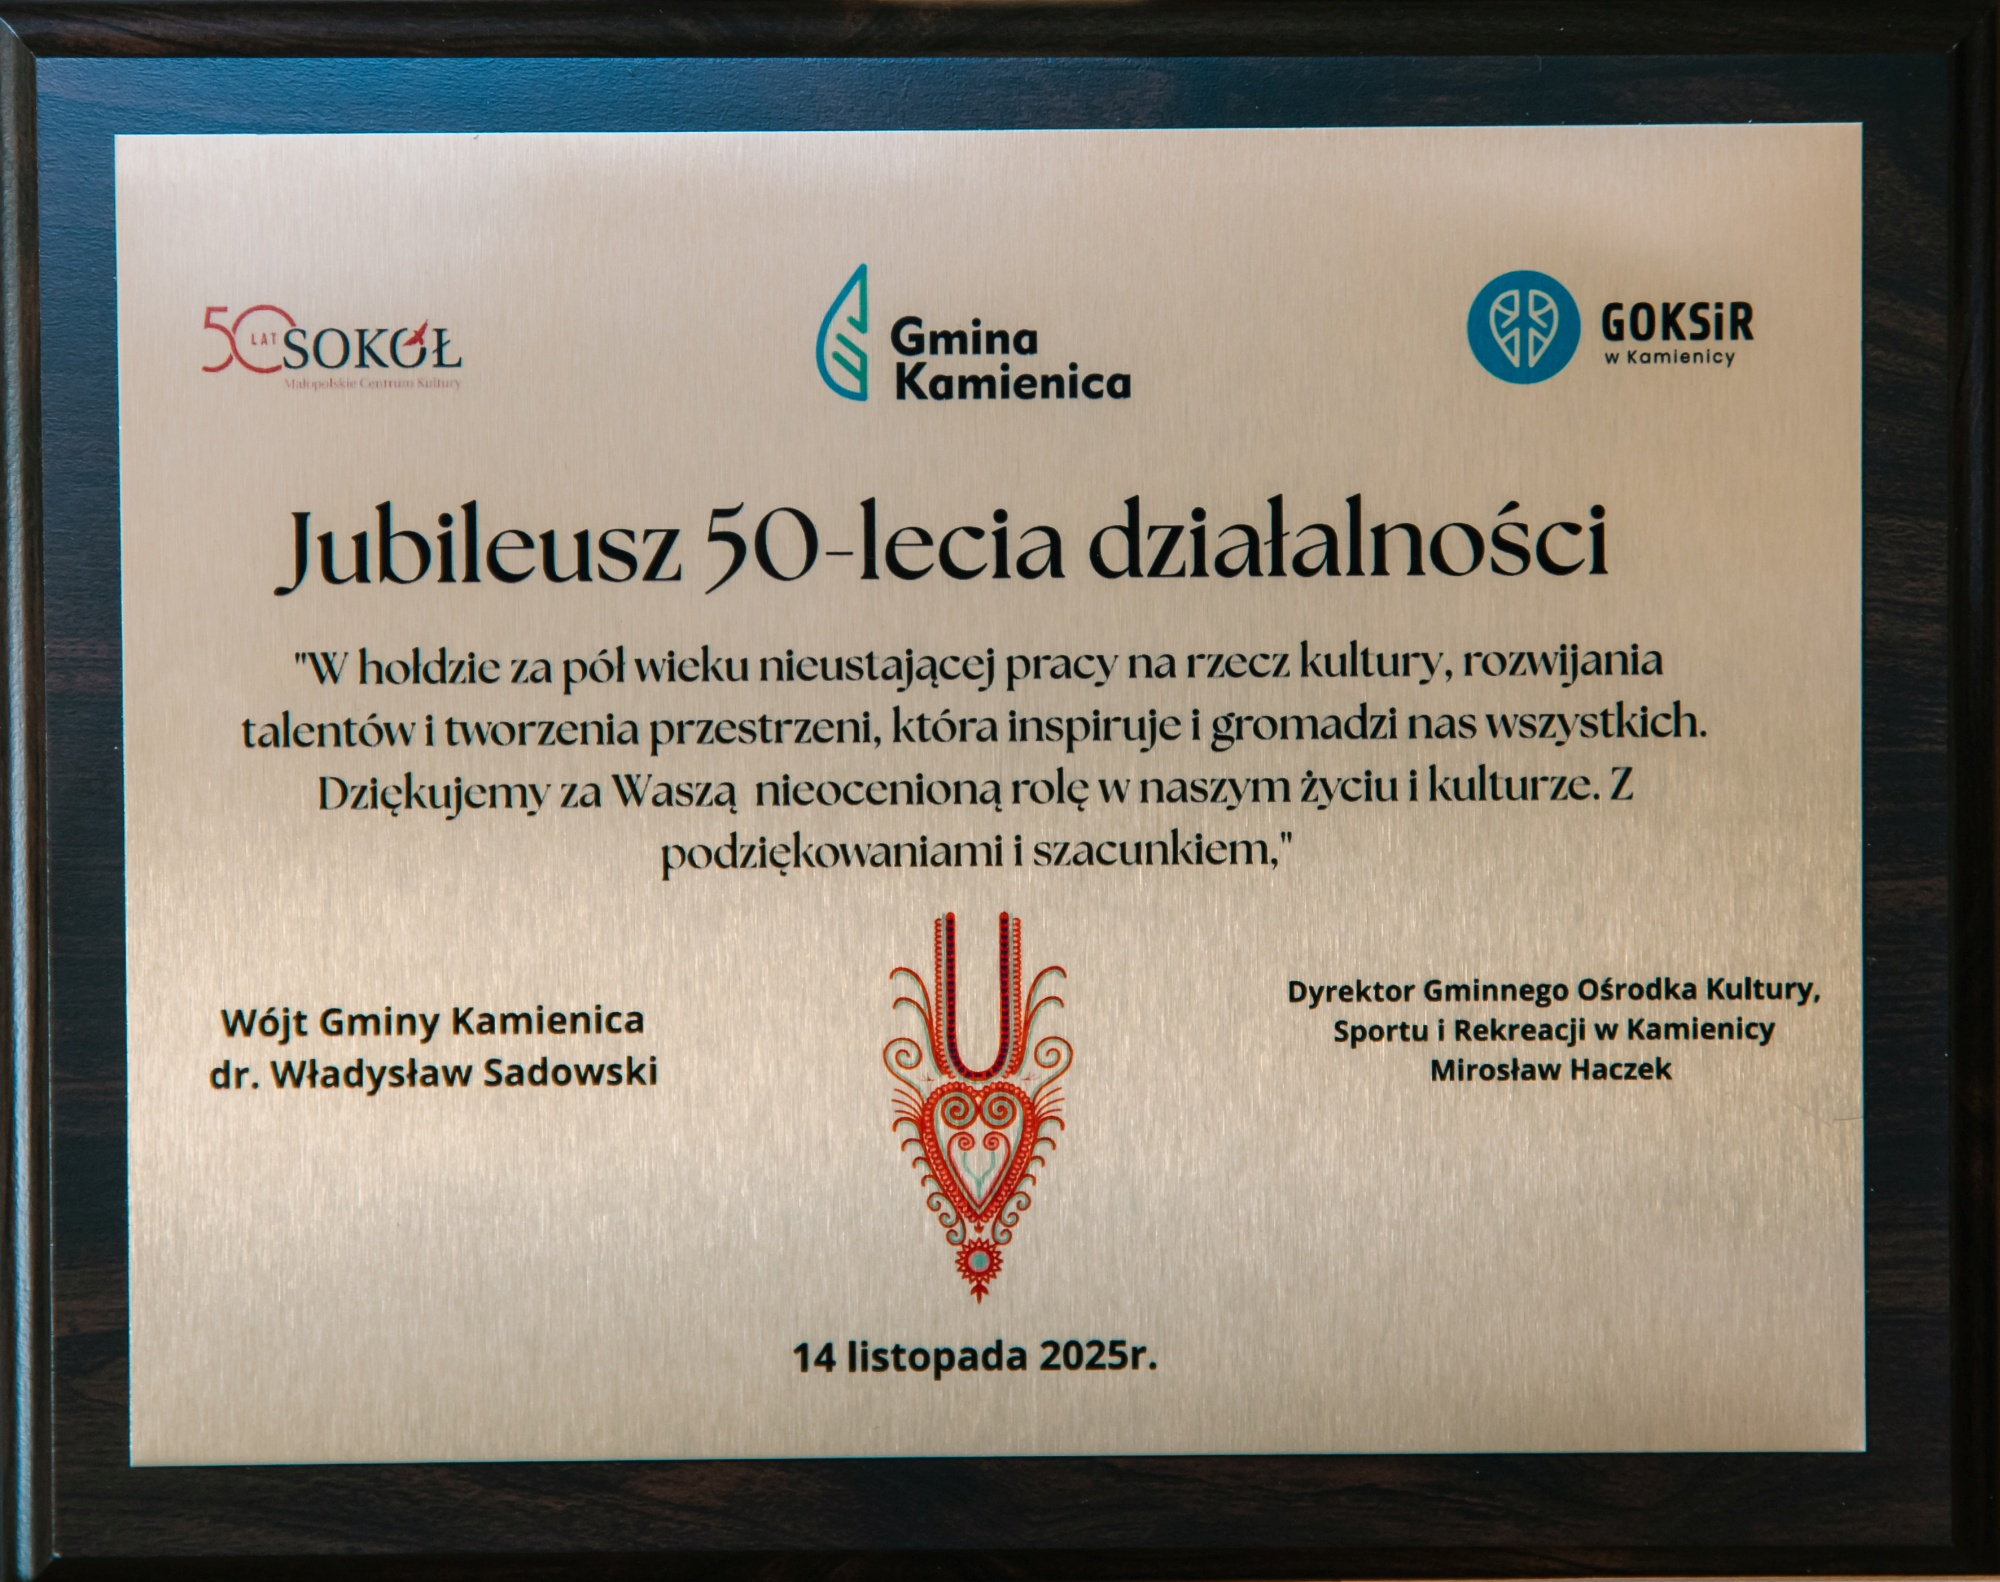 50 LAT SOKÓŁ
Małopolskie Centrum Kultury
Gmina
Kamienica
GOKSiR
w Kamienicy
Jubileusz 50-lecia działalności
"W hołdzie za pół wieku nieustającej pracy na rzecz kultury, rozwijania
talentów i tworzenia przestrzeni, która inspiruje i gromadzi nas wszystkich.
Dziękujemy za Waszą nieocenioną rolę w naszym życiu i kulturze. Z
podziękowaniami i szacunkiem,"
Wójt Gminy Kamienica
dr. Władysław Sadowski
Dyrektor Gminnego Ośrodka Kultury,
Sportu i Rekreacji w Kamienicy
Mirosław Haczek
14 listopada 2025r.